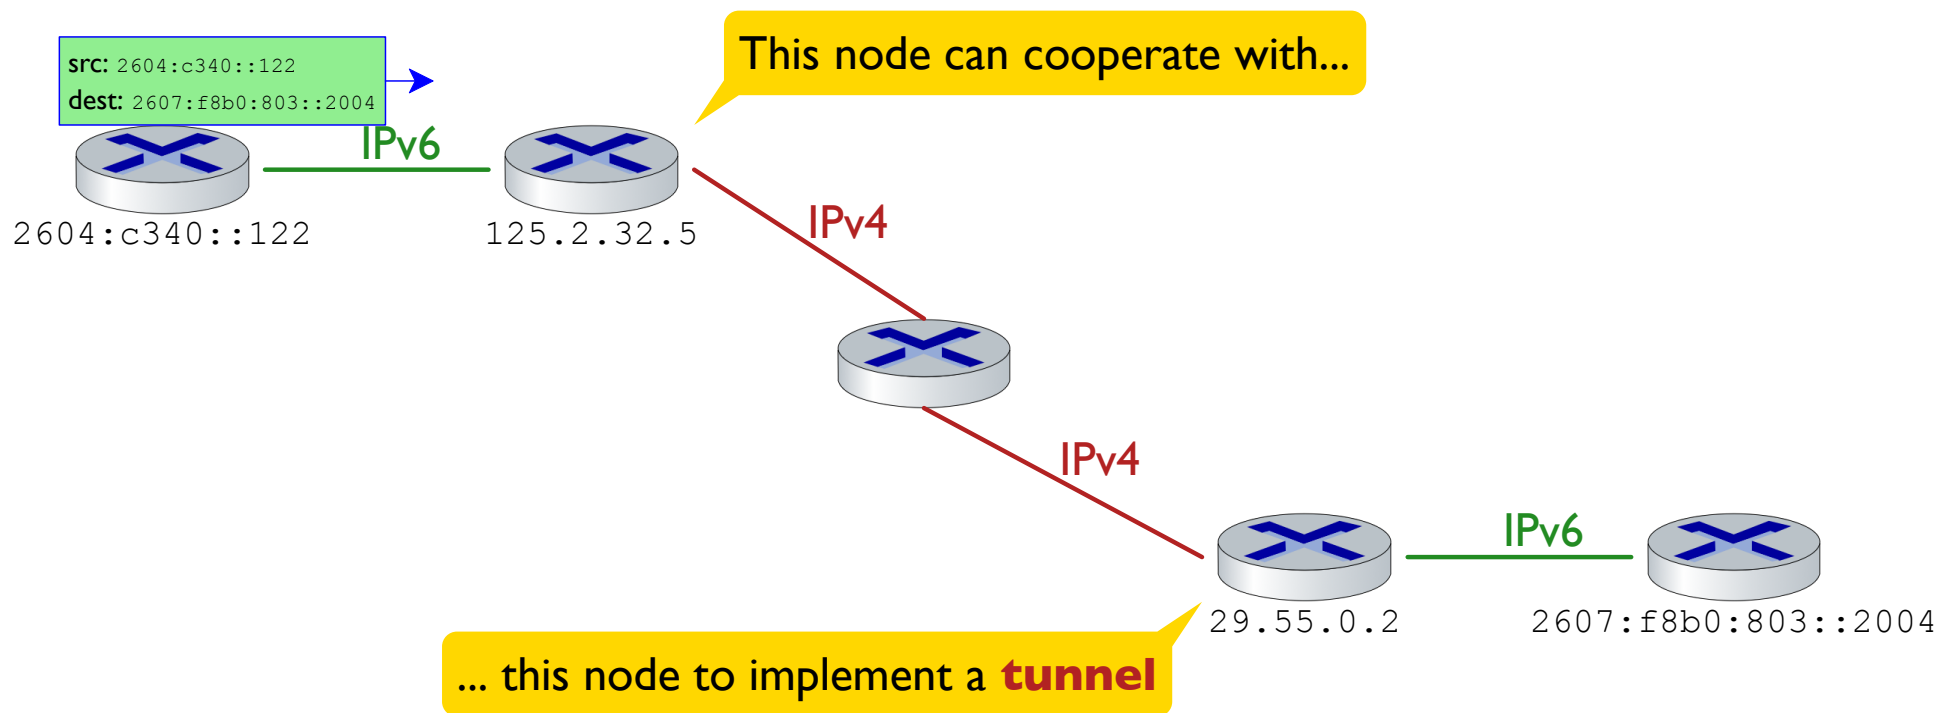 This node can cooperate with...
src: 2604:c340::122
dest: 2607:f8b0:803::2004
IPv6
2604:c340::122
125.2.32.5
IPv4
IPv4
IPv6
29.55.0.2
2607:f8b0:803::2004
... this node to implement a tunnel